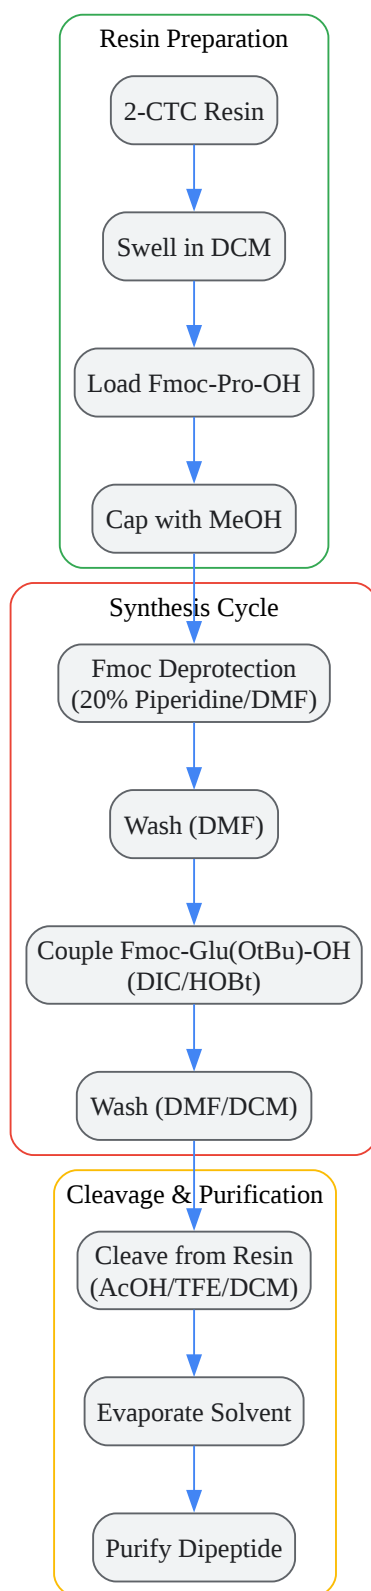 Resin Preparation
2-CTC Resin
Swell in DCM
Load Fmoc-Pro-OH
Cap with MeOH
Synthesis Cycle
Fmoc Deprotection
(20% Piperidine/DMF)
Wash (DMF)
Couple Fmoc-Glu(OtBu)-OH
(DIC/HOBt)
Wash (DMF/DCM)
Cleavage & Purification
Cleave from Resin
(AcOH/TFE/DCM)
Evaporate Solvent
Purify Dipeptide